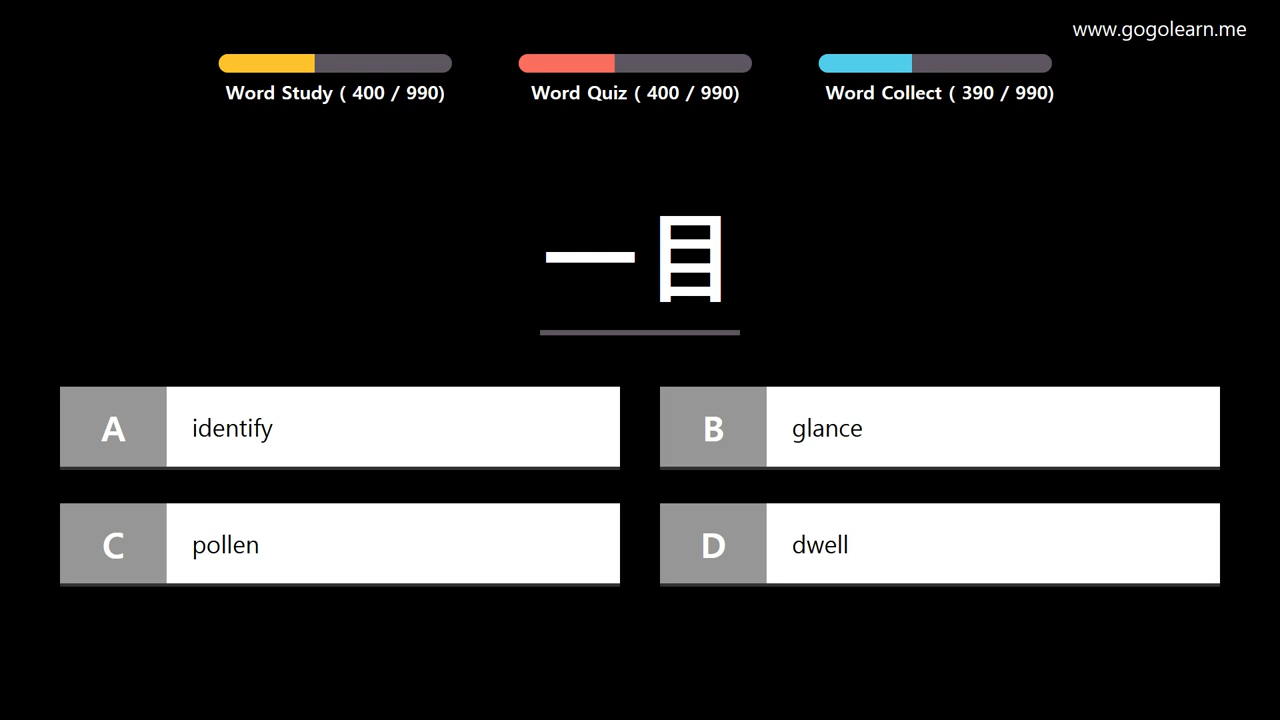 www.gogolearn.me
Word Study ( 400 / 990)
Word Quiz ( 400 / 990)
Word Collect ( 390 / 990)
一目
A identify
B glance
C pollen
D dwell